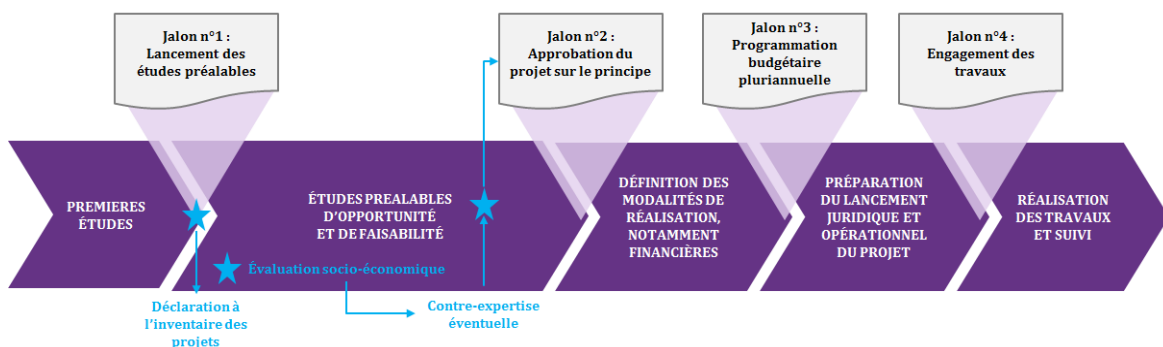 Jalon n°1 :
Lancement des
études préalables
Jalon n°2 :
Approbation du
projet sur le principe
Jalon n°3 :
Programmation
budgétaire
pluriannuelle
Jalon n°4 :
Engagement des
travaux
PREMIERES
ÉTUDES
ÉTUDES PREALABLES
D'OPPORTUNITÉ
ET DE FAISABILITÉ
DÉFINITION DES
MODALITÉS DE
RÉALISATION,
NOTAMMENT
FINANCIÈRES
PRÉPARATION
DU LANCEMENT
JURIDIQUE ET
OPÉRATIONNEL
DU PROJET
RÉALISATION
DES TRAVAUX
ET SUIVI
Évaluation socio-économique
Déclaration à
l'inventaire des
projets
Contre-expertise
éventuelle